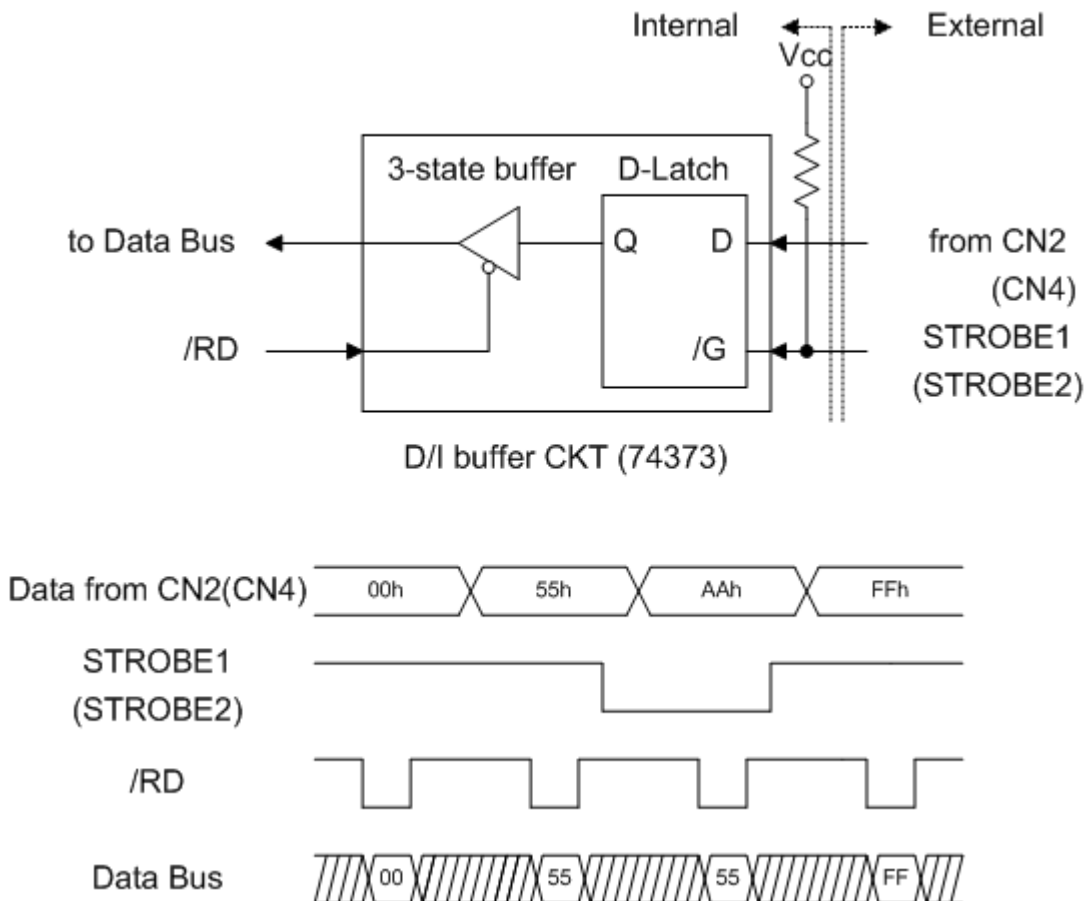 Internal External
Vcc
3-state buffer D-Latch
to Data Bus Q D from CN2
(CN4)
/RD /G STROBE1
(STROBE2)
D/I buffer CKT (74373)
Data from CN2(CN4) 00h 55h AAh FFh
STROBE1
(STROBE2)
/RD
Data Bus 00 55 55 FF